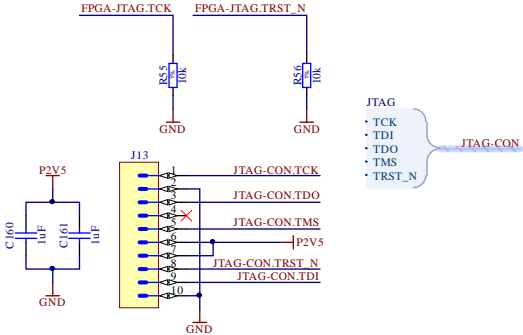 FPGA-JTAG.TCK
FPGA-JTAG.TRST_N
R55
%
10k
R56
%
10k
GND
GND
JTAG
TCK
TDI
TDO
TMS
TRST_N
JTAG-CON
J13
1
2
3
4
5
6
7
8
9
10
JTAG-CON.TCK
JTAG-CON.TDO
JTAG-CON.TMS
P2V5
JTAG-CON.TRST_N
JTAG-CON.TDI
GND
P2V5
C160
1uF
C161
1uF
GND